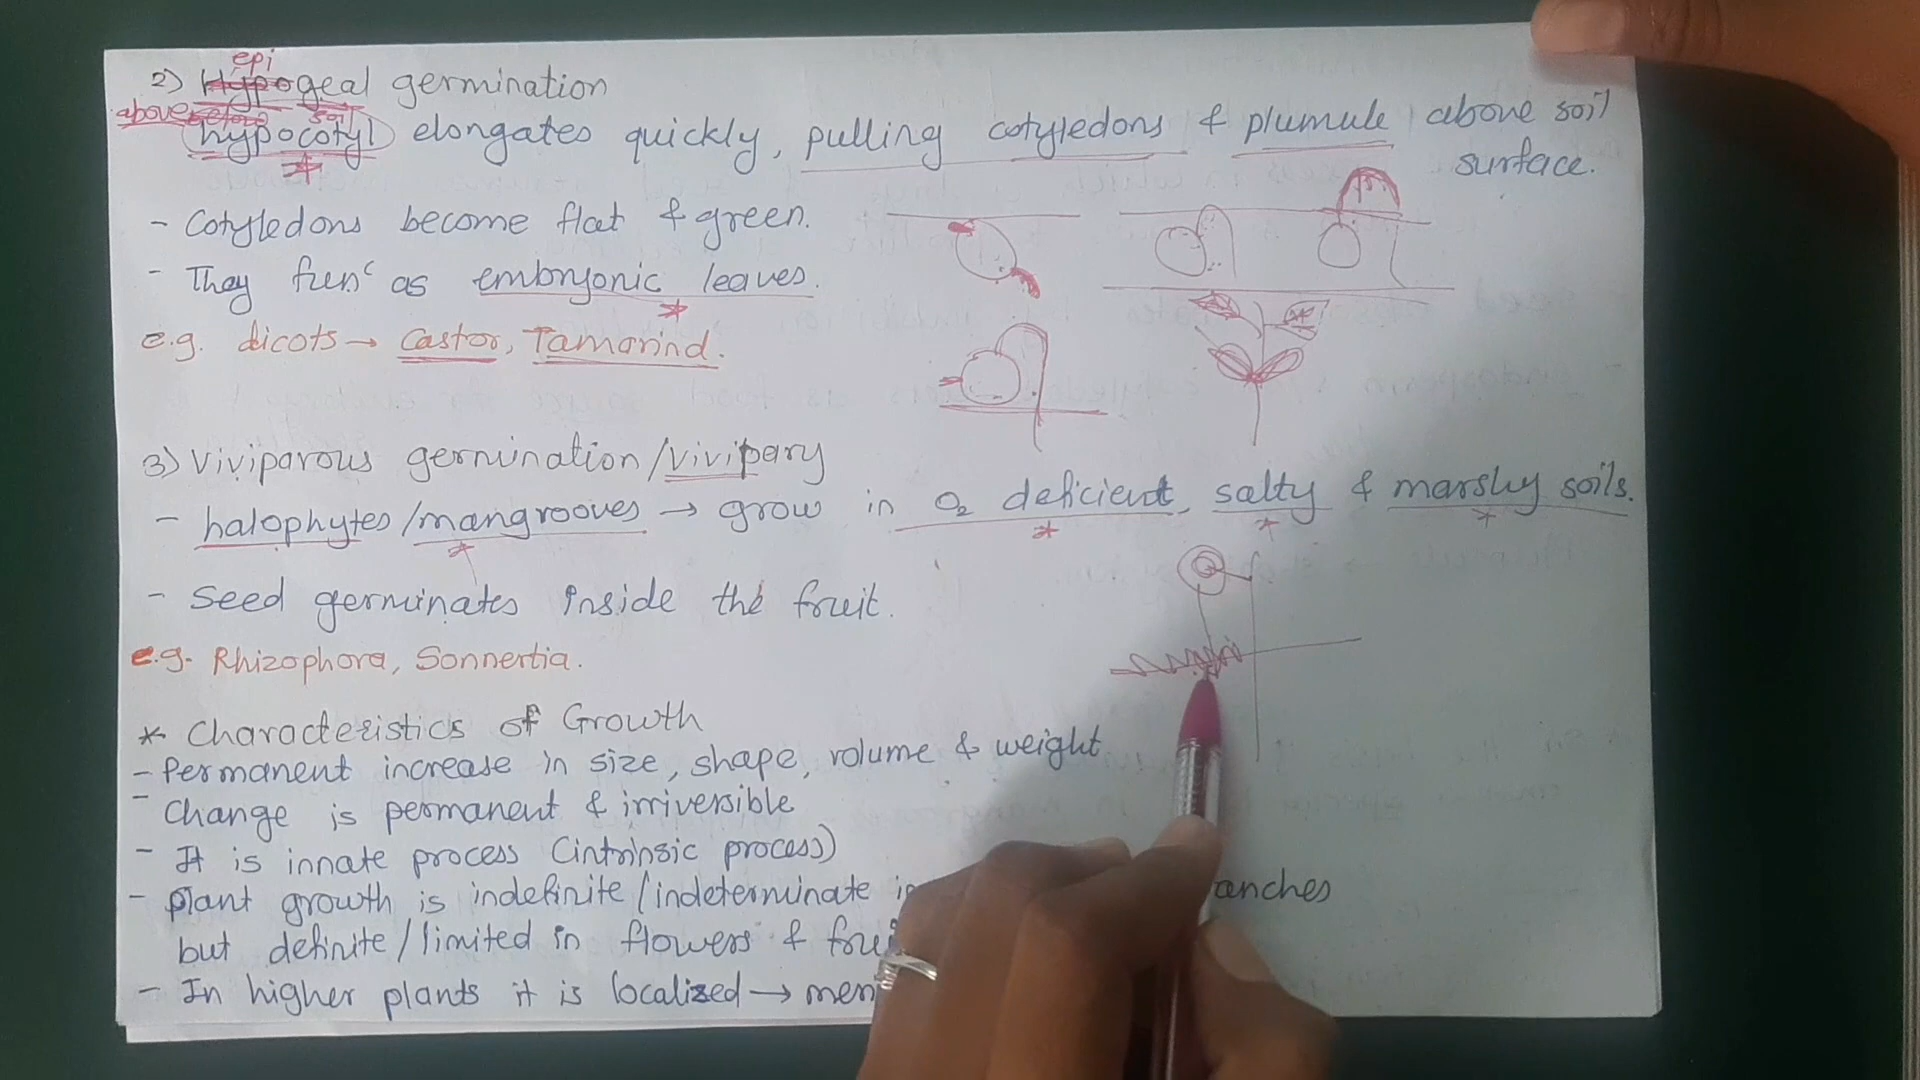 epi
2) Hypogeal germination
above below soil
hypocotyl elongates quickly, pulling cotyledons & plumule above soil
surface.
- Cotyledons become flat & green.
- They func as embryonic leaves.
e.g. dicots → Castor, Tamarind.
3) Viviparous germination/vivipary
- halophytes/mangrooves → grow in O2 deficient, salty & marshy soils.
- Seed germinates inside the fruit.
e.g. Rhizophora, Sonnertia.
* Characteristics of Growth
- Permanent increase in size, shape, volume & weight
- Change is permanent & irriversible
- It is innate process (intrinsic process)
- plant growth is indefinite/indeterminate anches
but definite/limited in flowers &
- In higher plants it is localized →